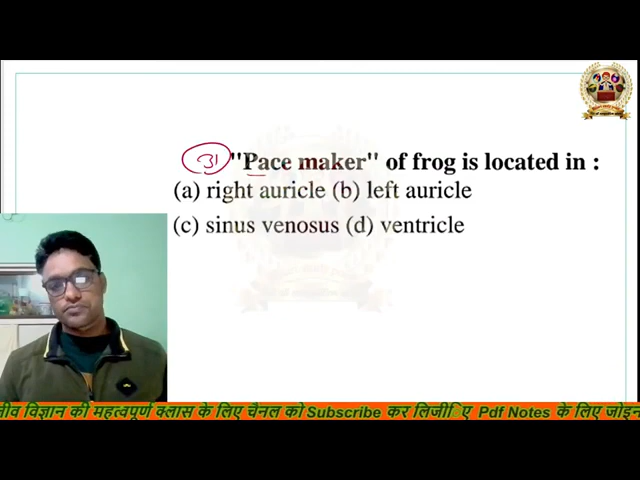 31 "Pace maker" of frog is located in :
(a) right auricle (b) left auricle
(c) sinus venosus (d) ventricle
जीव विज्ञान की महत्वपूर्ण क्लास के लिए चैनल को Subscribe कर लिजीए Pdf Notes के लिए जोइन